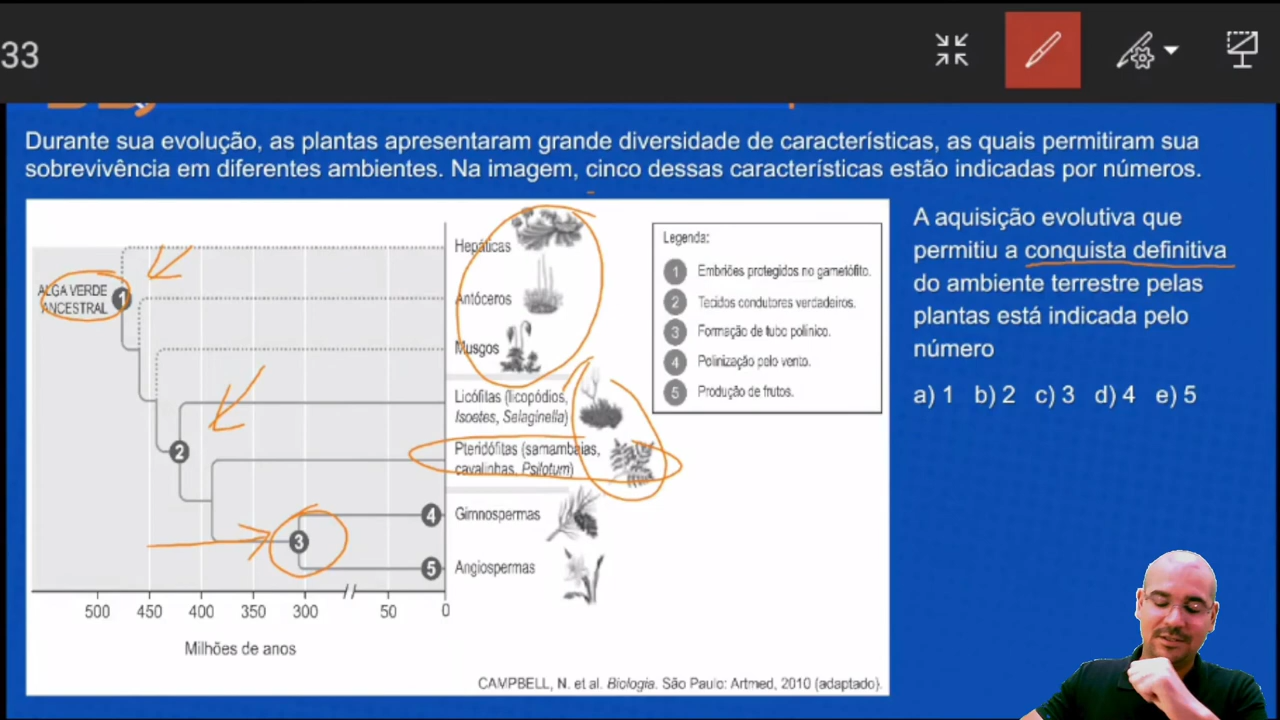 33
Durante sua evolução, as plantas apresentaram grande diversidade de características, as quais permitiram sua
sobrevivência em diferentes ambientes. Na imagem, cinco dessas características estão indicadas por números.
Hepáticas
ALGA VERDE
ANCESTRAL
1
Antóceros
Musgos
Licófitas (licopódios,
Isoetes, Selaginella)
2
Pteridófitas (samambaias,
cavalinhas, Psilotum)
4
Gimnospermas
3
5
Angiospermas
500 450 400 350 300 50 0
Milhões de anos
Legenda:
1 Embriões protegidos no gametófito.
2 Tecidos condutores verdadeiros.
3 Formação de tubo polínico.
4 Polinização pelo vento.
5 Produção de frutos.
CAMPBELL, N. et al. Biologia. São Paulo: Artmed, 2010 (adaptado).
A aquisição evolutiva que
permitiu a conquista definitiva
do ambiente terrestre pelas
plantas está indicada pelo
número
a) 1 b) 2 c) 3 d) 4 e) 5